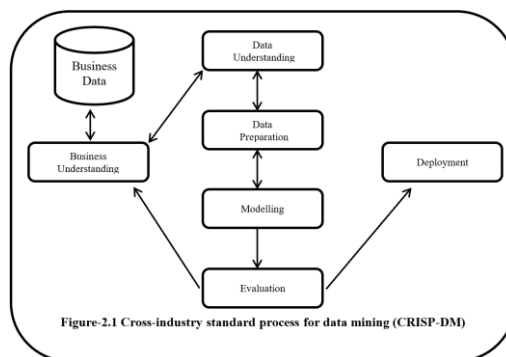 Business
Data
Data
Understanding
Data
Preparation
Business
Understanding
Deployment
Modelling
Evaluation
Figure-2.1 Cross-industry standard process for data mining (CRISP-DM)